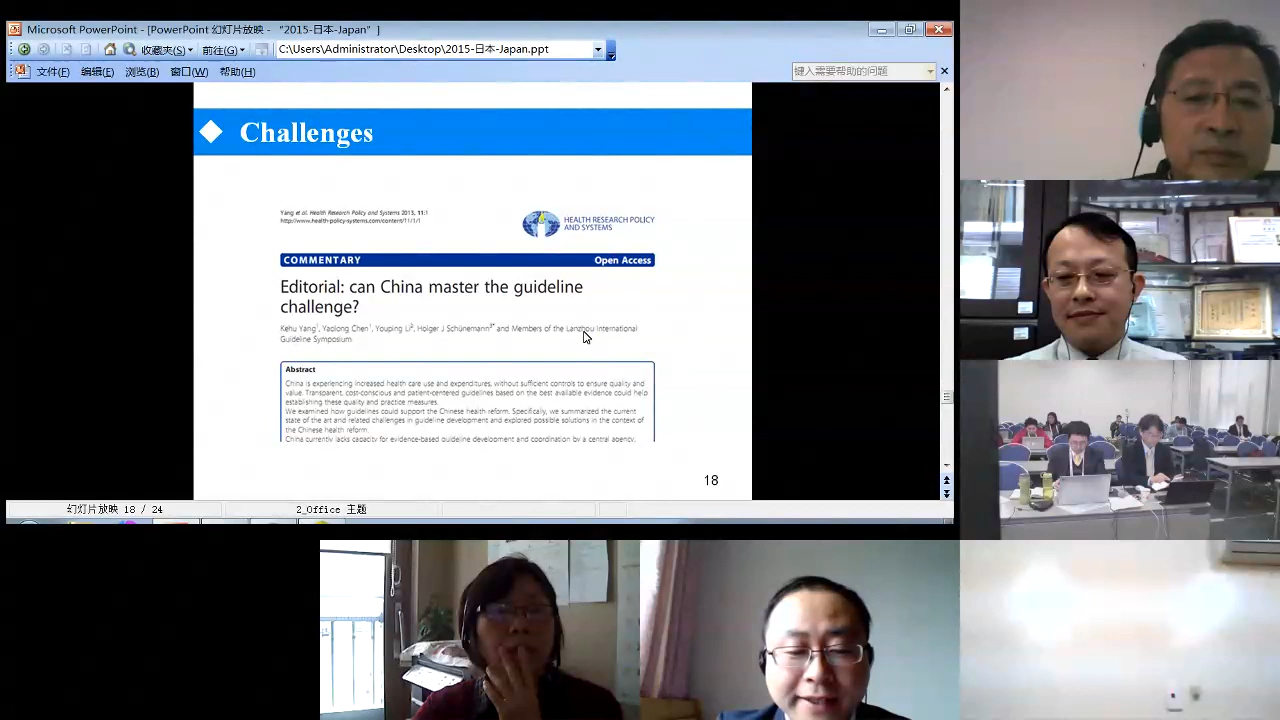 Microsoft PowerPoint - [PowerPoint 幻灯片放映 - “2015-日本-Japan” ]
收藏夹(S) 前往(G) C:\Users\Administrator\Desktop\2015-日本-Japan.ppt
文件(F) 编辑(E) 浏览(B) 窗口(W) 帮助(H) 键入需要帮助的问题
Challenges
Yang et al. Health Research Policy and Systems 2013, 11:1
http://www.health-policy-systems.com/content/11/1/1
HEALTH RESEARCH POLICY
AND SYSTEMS
COMMENTARY Open Access
Editorial: can China master the guideline
challenge?
Kehu Yang1, Yaolong Chen1, Youping Li2, Holger J Schünemann3* and Members of the Lanzhou International
Guideline Symposium
Abstract
China is experiencing increased health care use and expenditures, without sufficient controls to ensure quality and
value. Transparent, cost-conscious and patient-centered guidelines based on the best available evidence could help
establishing these quality and practice measures.
We examined how guidelines could support the Chinese health reform. Specifically, we summarized the current
state of the art and related challenges in guideline development and explored possible solutions in the context of
the Chinese health reform.
China currently lacks capacity for evidence-based guideline development and coordination by a central agency.
18
幻灯片放映 18 / 24 2_Office 主题